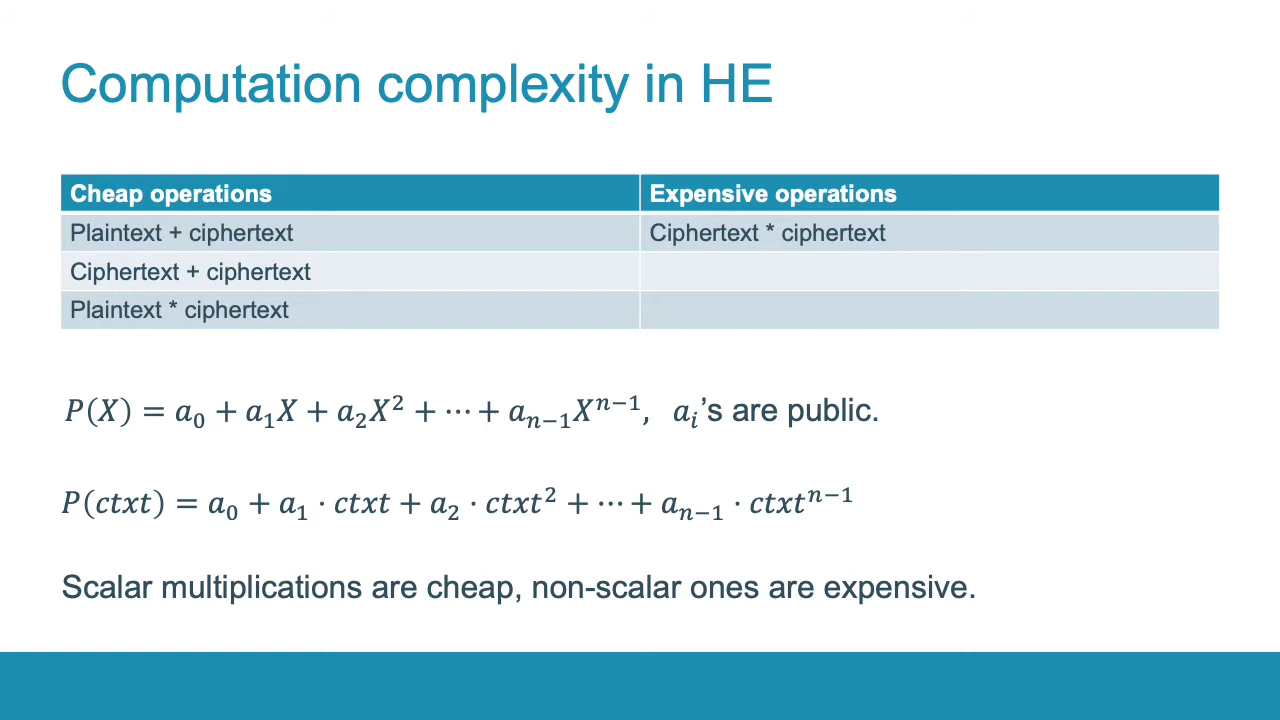 Computation complexity in HE
Cheap operations Expensive operations
Plaintext + ciphertext Ciphertext * ciphertext
Ciphertext + ciphertext
Plaintext * ciphertext
P(X) = a₀ + a₁X + a₂X² + ⋯ + aₙ₋₁Xⁿ⁻¹, aᵢ’s are public.
P(ctxt) = a₀ + a₁ · ctxt + a₂ · ctxt² + ⋯ + aₙ₋₁ · ctxtⁿ⁻¹
Scalar multiplications are cheap, non-scalar ones are expensive.